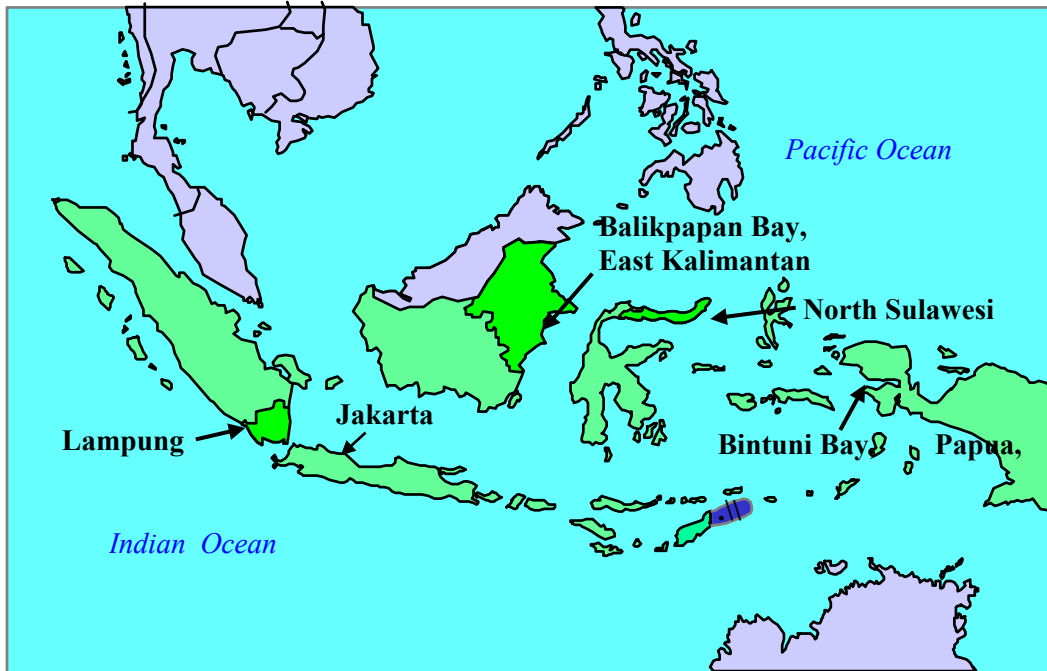 Pacific Ocean
Balikpapan Bay,
East Kalimantan
North Sulawesi
Jakarta
Lampung
Bintuni Bay, Papua,
Indian Ocean